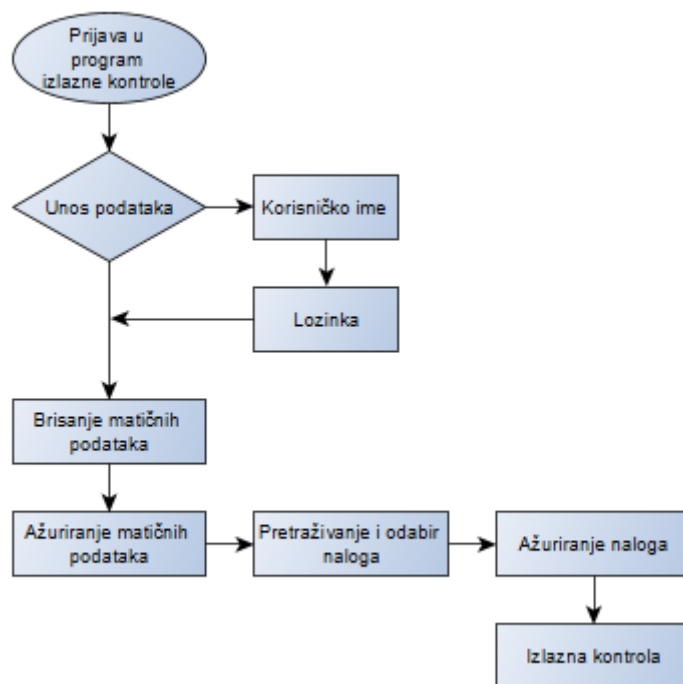 Prijava u
program
izlazne kontrole
Unos podataka
Korisničko ime
Lozinka
Brisanje matičnih
podataka
Ažuriranje matičnih
podataka
Pretraživanje i odabir
naloga
Ažuriranje naloga
Izlazna kontrola